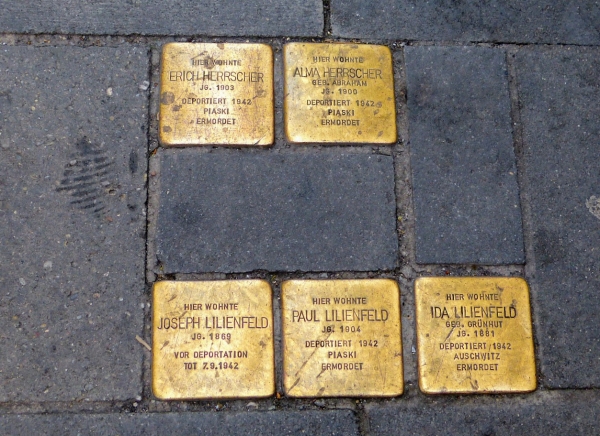 HIER WOHNTE
ERICH HERRSCHER
JG. 1903
DEPORTIERT 1942
PIASKI
ERMORDET
HIER WOHNTE
ALMA HERRSCHER
GEB. ABRAHAM
JG. 1900
DEPORTIERT 1942
PIASKI
ERMORDET
HIER WOHNTE
JOSEPH LILIENFELD
JG. 1869
VOR DEPORTATION
TOT 7.9.1942
HIER WOHNTE
PAUL LILIENFELD
JG. 1904
DEPORTIERT 1942
PIASKI
ERMORDET
HIER WOHNTE
IDA LILIENFELD
GEB. GRÜNHUT
JG. 1881
DEPORTIERT 1942
AUSCHWITZ
ERMORDET